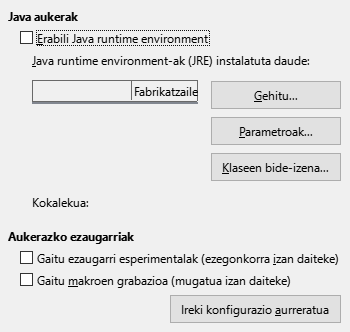 Java aukerak
Erabili Java runtime environment
Java runtime environment-ak (JRE) instalatuta daude:
Fabrikatzaile
Gehitu...
Parametroak...
Klaseen bide-izena...
Kokalekua:
Aukerazko ezaugarriak
Gaitu ezaugarri esperimentalak (ezegonkorra izan daiteke)
Gaitu makroen grabazioa (mugatua izan daiteke)
Ireki konfigurazio aurreratua